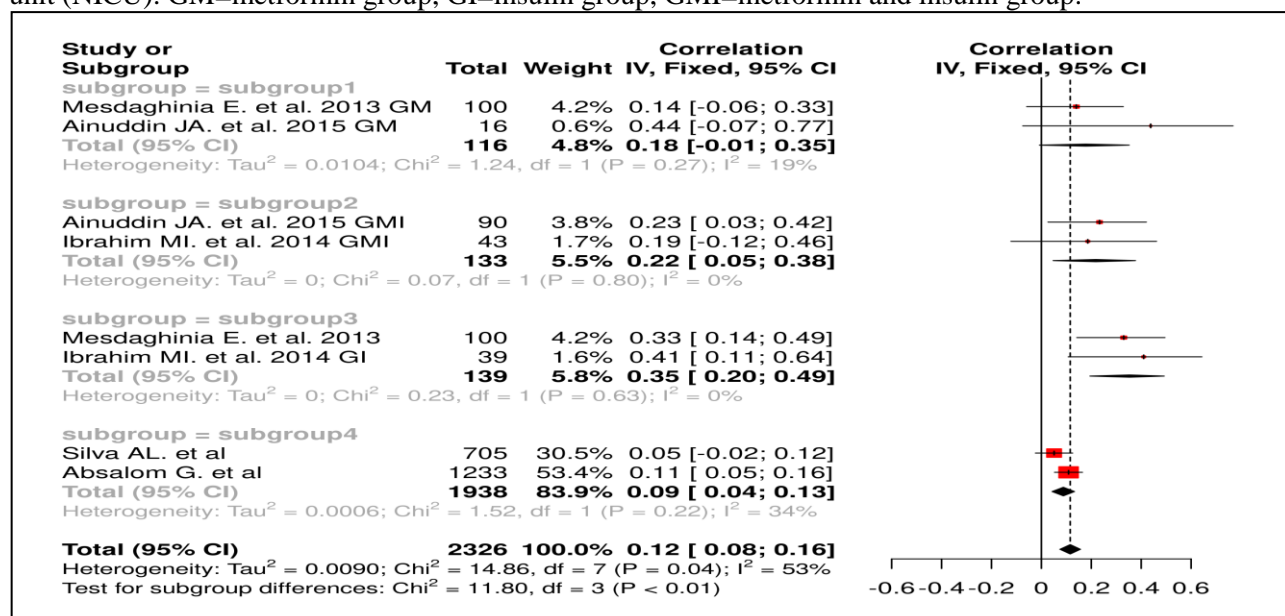 unit (NICU). GM=metformin group; GI=insulin group; GMI=metformin and insulin group.
Study or Correlation Correlation
Subgroup Total Weight IV, Fixed, 95% CI IV, Fixed, 95% CI
subgroup = subgroup1
Mesdaghinia E. et al. 2013 GM 100 4.2% 0.14 [-0.06; 0.33]
Ainuddin JA. et al. 2015 GM 16 0.6% 0.44 [-0.07; 0.77]
Total (95% CI) 116 4.8% 0.18 [-0.01; 0.35]
Heterogeneity: Tau² = 0.0104; Chi² = 1.24, df = 1 (P = 0.27); I² = 19%
subgroup = subgroup2
Ainuddin JA. et al. 2015 GMI 90 3.8% 0.23 [ 0.03; 0.42]
Ibrahim MI. et al. 2014 GMI 43 1.7% 0.19 [-0.12; 0.46]
Total (95% CI) 133 5.5% 0.22 [ 0.05; 0.38]
Heterogeneity: Tau² = 0; Chi² = 0.07, df = 1 (P = 0.80); I² = 0%
subgroup = subgroup3
Mesdaghinia E. et al. 2013 100 4.2% 0.33 [ 0.14; 0.49]
Ibrahim MI. et al. 2014 GI 39 1.6% 0.41 [ 0.11; 0.64]
Total (95% CI) 139 5.8% 0.35 [ 0.20; 0.49]
Heterogeneity: Tau² = 0; Chi² = 0.23, df = 1 (P = 0.63); I² = 0%
subgroup = subgroup4
Silva AL. et al 705 30.5% 0.05 [-0.02; 0.12]
Absalom G. et al 1233 53.4% 0.11 [ 0.05; 0.16]
Total (95% CI) 1938 83.9% 0.09 [ 0.04; 0.13]
Heterogeneity: Tau² = 0.0006; Chi² = 1.52, df = 1 (P = 0.22); I² = 34%
Total (95% CI) 2326 100.0% 0.12 [ 0.08; 0.16]
Heterogeneity: Tau² = 0.0090; Chi² = 14.86, df = 7 (P = 0.04); I² = 53%
Test for subgroup differences: Chi² = 11.80, df = 3 (P < 0.01) -0.6 -0.4 -0.2 0 0.2 0.4 0.6